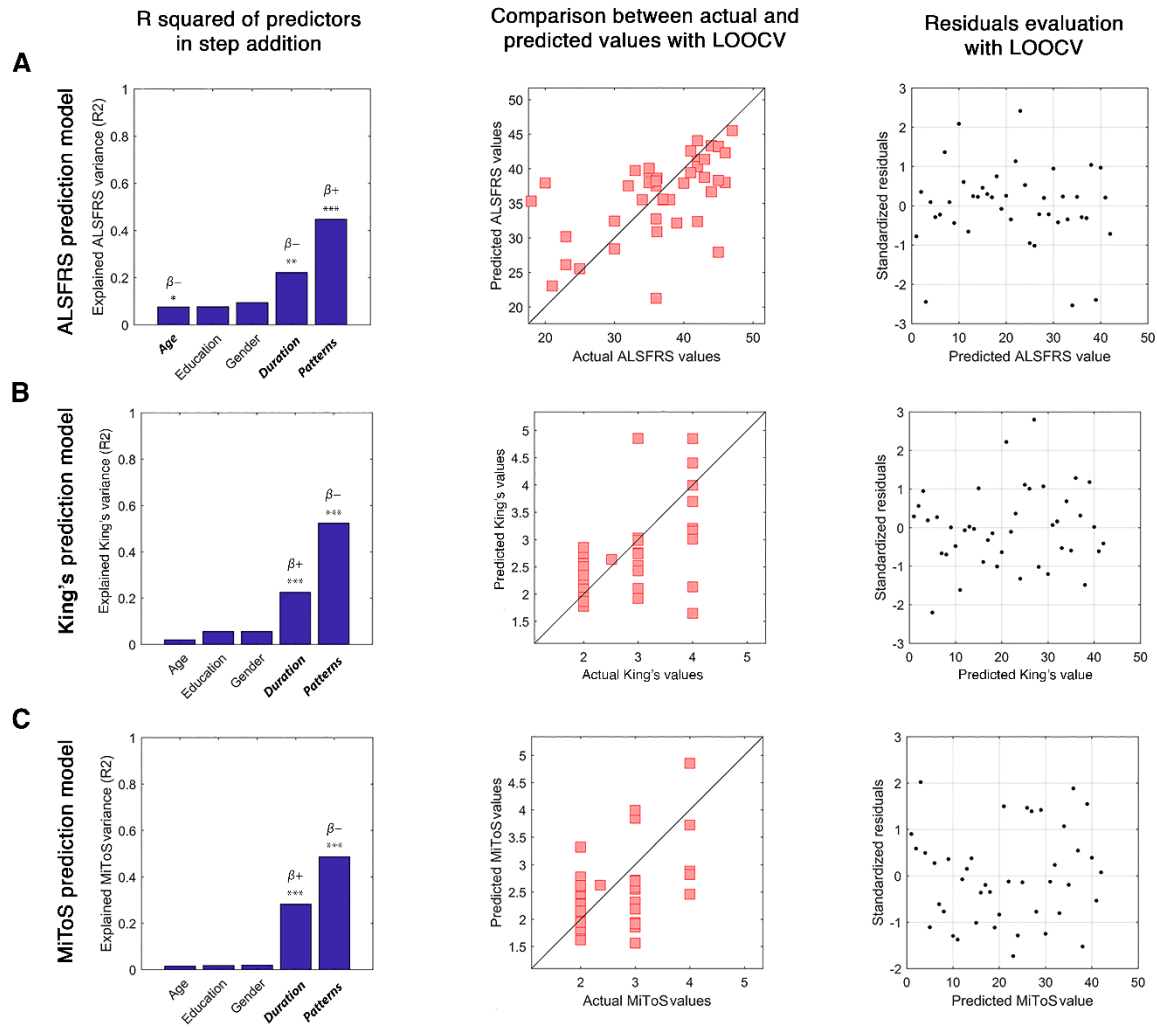 R squared of predictors
in step addition
Comparison between actual and
predicted values with LOOCV
Residuals evaluation
with LOOCV
A
ALSFRS prediction model
Explained ALSFRS variance (R2)
1
0.8
0.6
0.4
0.2
0
β−
*
β−
**
β+
***
Age
Education
Gender
Duration
Patterns
Predicted ALSFRS values
50
45
40
35
30
25
20
20
30
40
50
Actual ALSFRS values
Standardized residuals
3
2
1
0
-1
-2
-3
0
10
20
30
40
50
Predicted ALSFRS value
B
King's prediction model
Explained King's variance (R2)
1
0.8
0.6
0.4
0.2
0
β+
***
β−
***
Age
Education
Gender
Duration
Patterns
Predicted King's values
5
4.5
4
3.5
3
2.5
2
1.5
2
3
4
5
Actual King's values
Standardized residuals
3
2
1
0
-1
-2
-3
0
10
20
30
40
50
Predicted King's value
C
MiToS prediction model
Explained MiToS variance (R2)
1
0.8
0.6
0.4
0.2
0
β+
***
β−
***
Age
Education
Gender
Duration
Patterns
Predicted MiToS values
5
4.5
4
3.5
3
2.5
2
1.5
2
3
4
5
Actual MiToS values
Standardized residuals
3
2
1
0
-1
-2
0
10
20
30
40
50
Predicted MiToS value